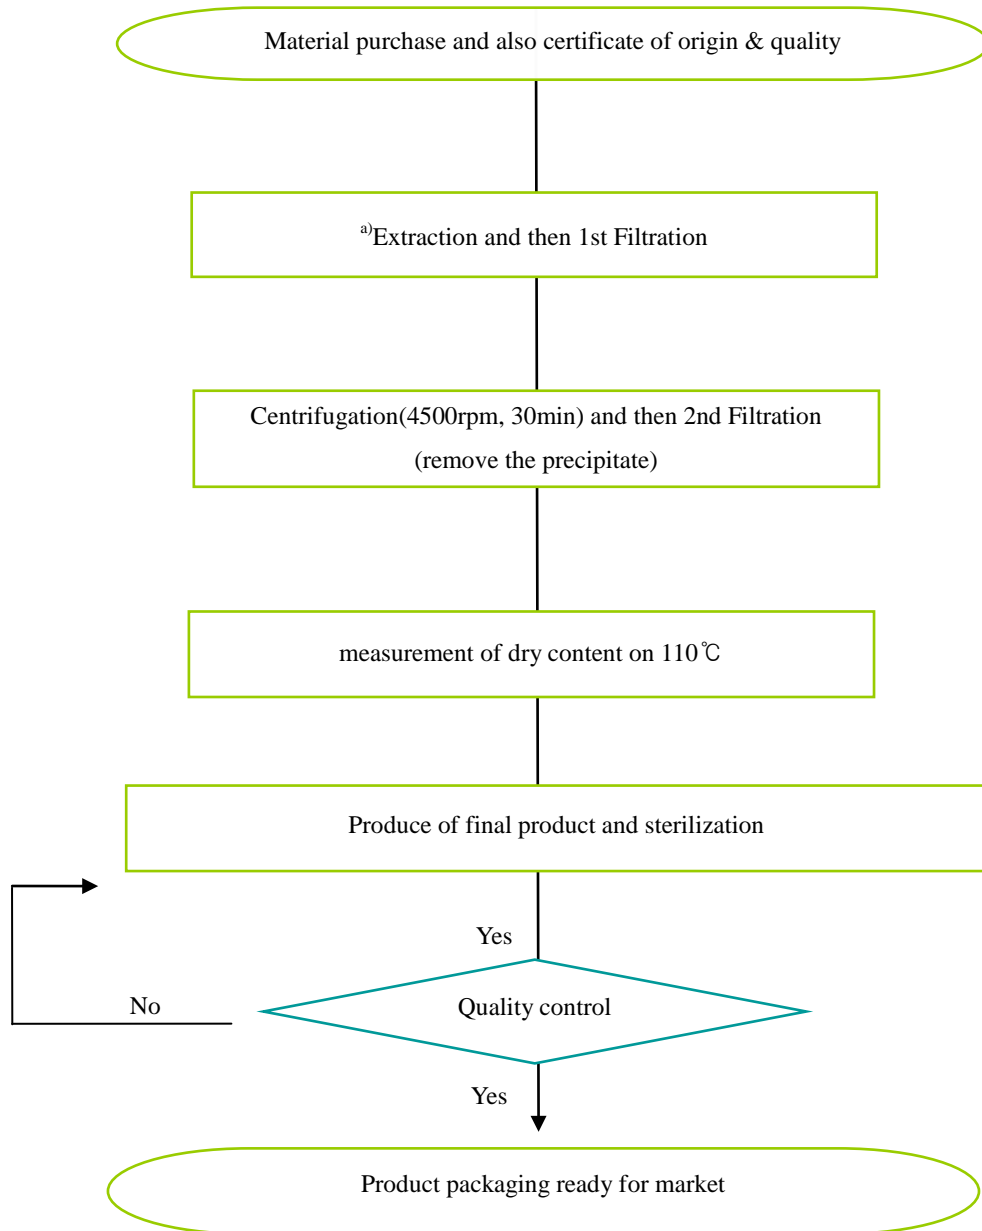 Material purchase and also certificate of origin & quality
a)Extraction and then 1st Filtration
Centrifugation(4500rpm, 30min) and then 2nd Filtration
(remove the precipitate)
measurement of dry content on 110℃
Produce of final product and sterilization
Yes
Quality control
No
Yes
Product packaging ready for market